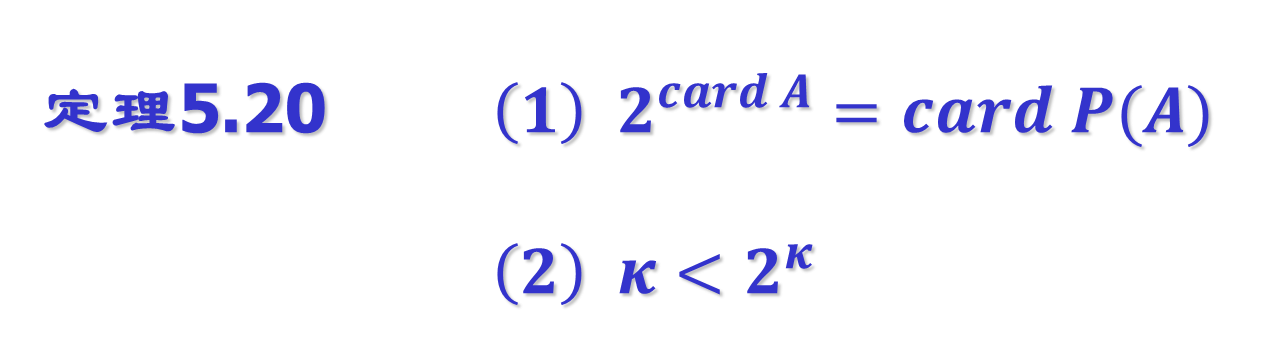 定理5.20 (1) 2^{card A} = card P(A)
(2) κ < 2^κ